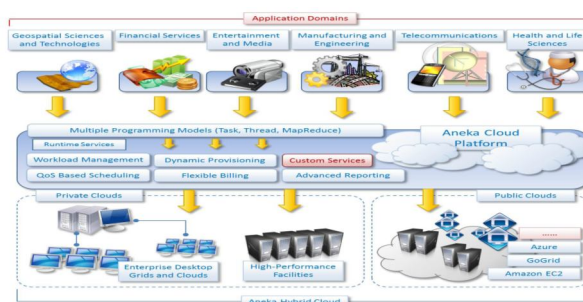 Application Domains
Geospatial Sciences
and Technologies
Financial Services
Entertainment
and Media
Manufacturing and
Engineering
Telecommunications
Health and Life
Sciences
Multiple Programming Models (Task, Thread, MapReduce)
Aneka Cloud
Platform
Runtime Services
Workload Management
Dynamic Provisioning
Custom Services
QoS Based Scheduling
Flexible Billing
Advanced Reporting
Private Clouds
Public Clouds
Enterprise Desktop
Grids and Clouds
High-Performance
Facilities
......
Azure
GoGrid
Amazon EC2
Aneka Hybrid Cloud